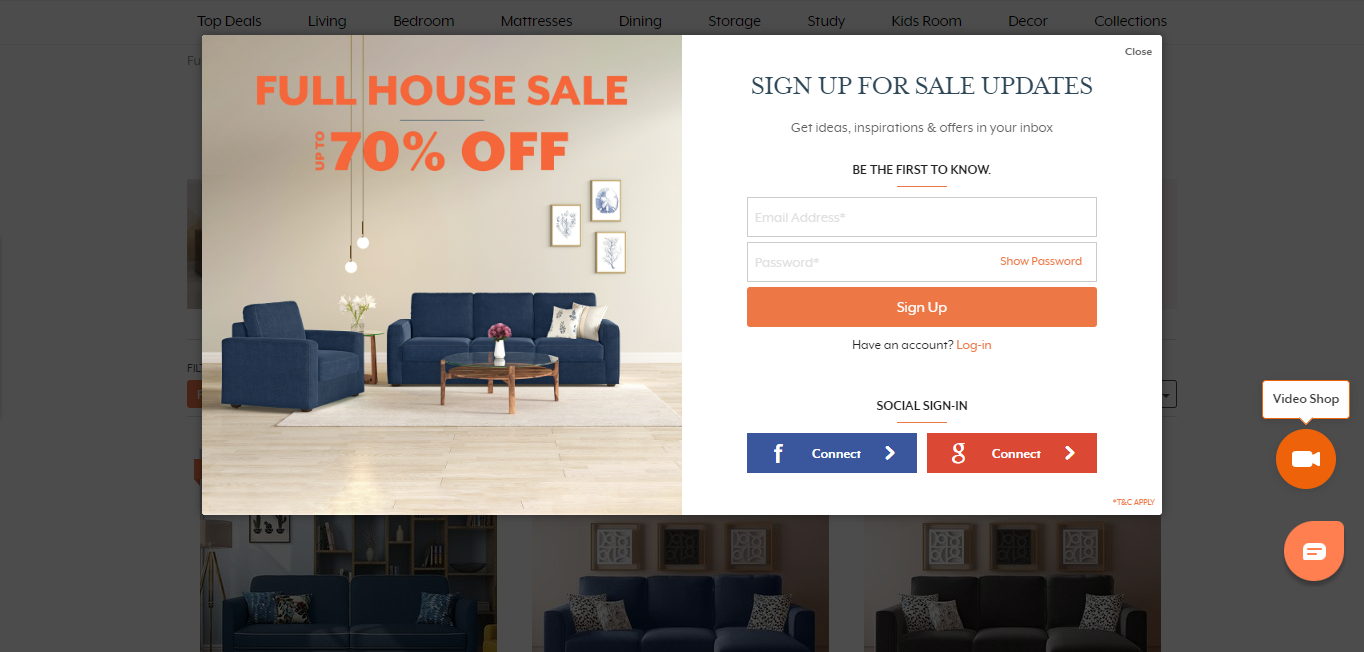 Top Deals Living Bedroom Mattresses Dining Storage Study Kids Room Decor Collections
Close
FULL HOUSE SALE
UP TO 70% OFF
SIGN UP FOR SALE UPDATES
Get ideas, inspirations & offers in your inbox
BE THE FIRST TO KNOW.
Email Address*
Password* Show Password
Sign Up
Have an account? Log-in
SOCIAL SIGN-IN
f Connect
g Connect
*T&C APPLY
Video Shop